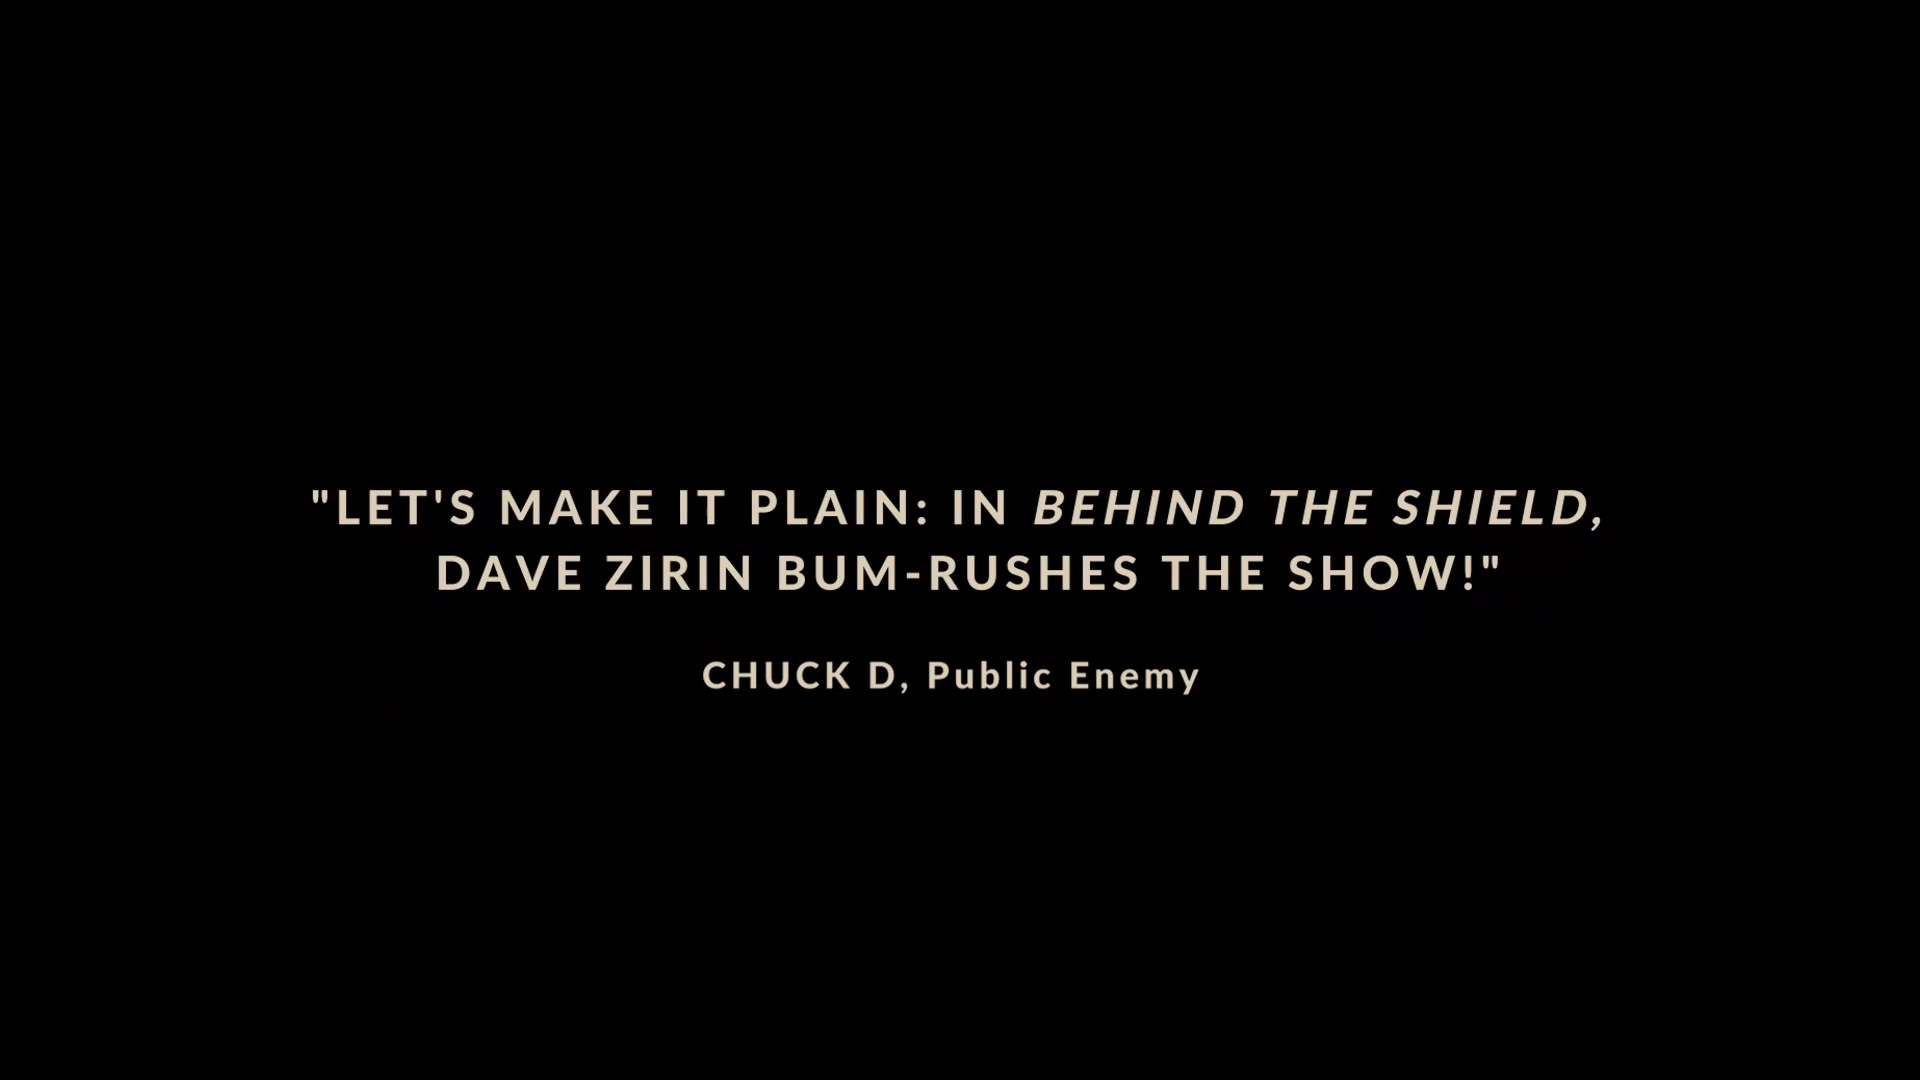 "LET'S MAKE IT PLAIN: IN BEHIND THE SHIELD,
DAVE ZIRIN BUM-RUSHES THE SHOW!"
CHUCK D, Public Enemy